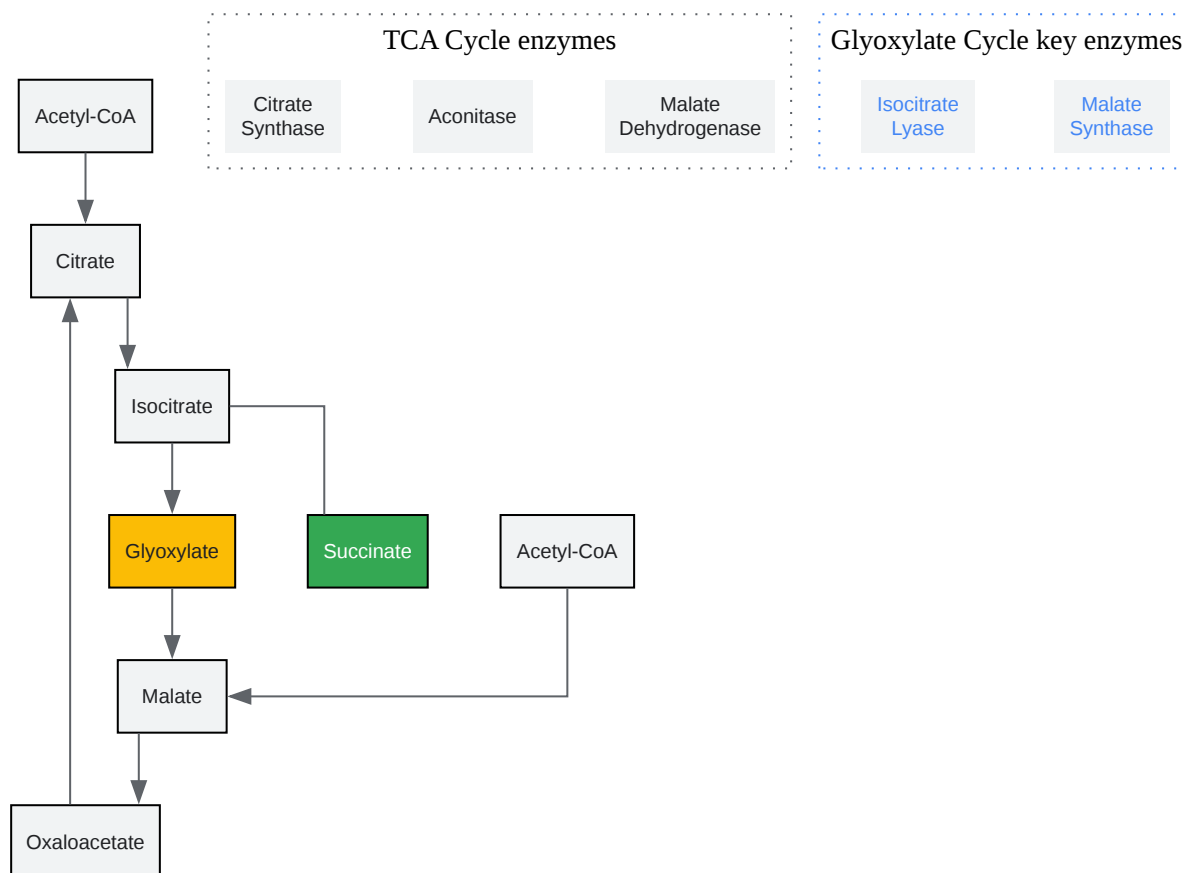 TCA Cycle enzymes
Glyoxylate Cycle key enzymes
Citrate
Synthase
Aconitase
Malate
Dehydrogenase
Isocitrate
Lyase
Malate
Synthase
Acetyl-CoA
Citrate
Isocitrate
Glyoxylate
Succinate
Acetyl-CoA
Malate
Oxaloacetate